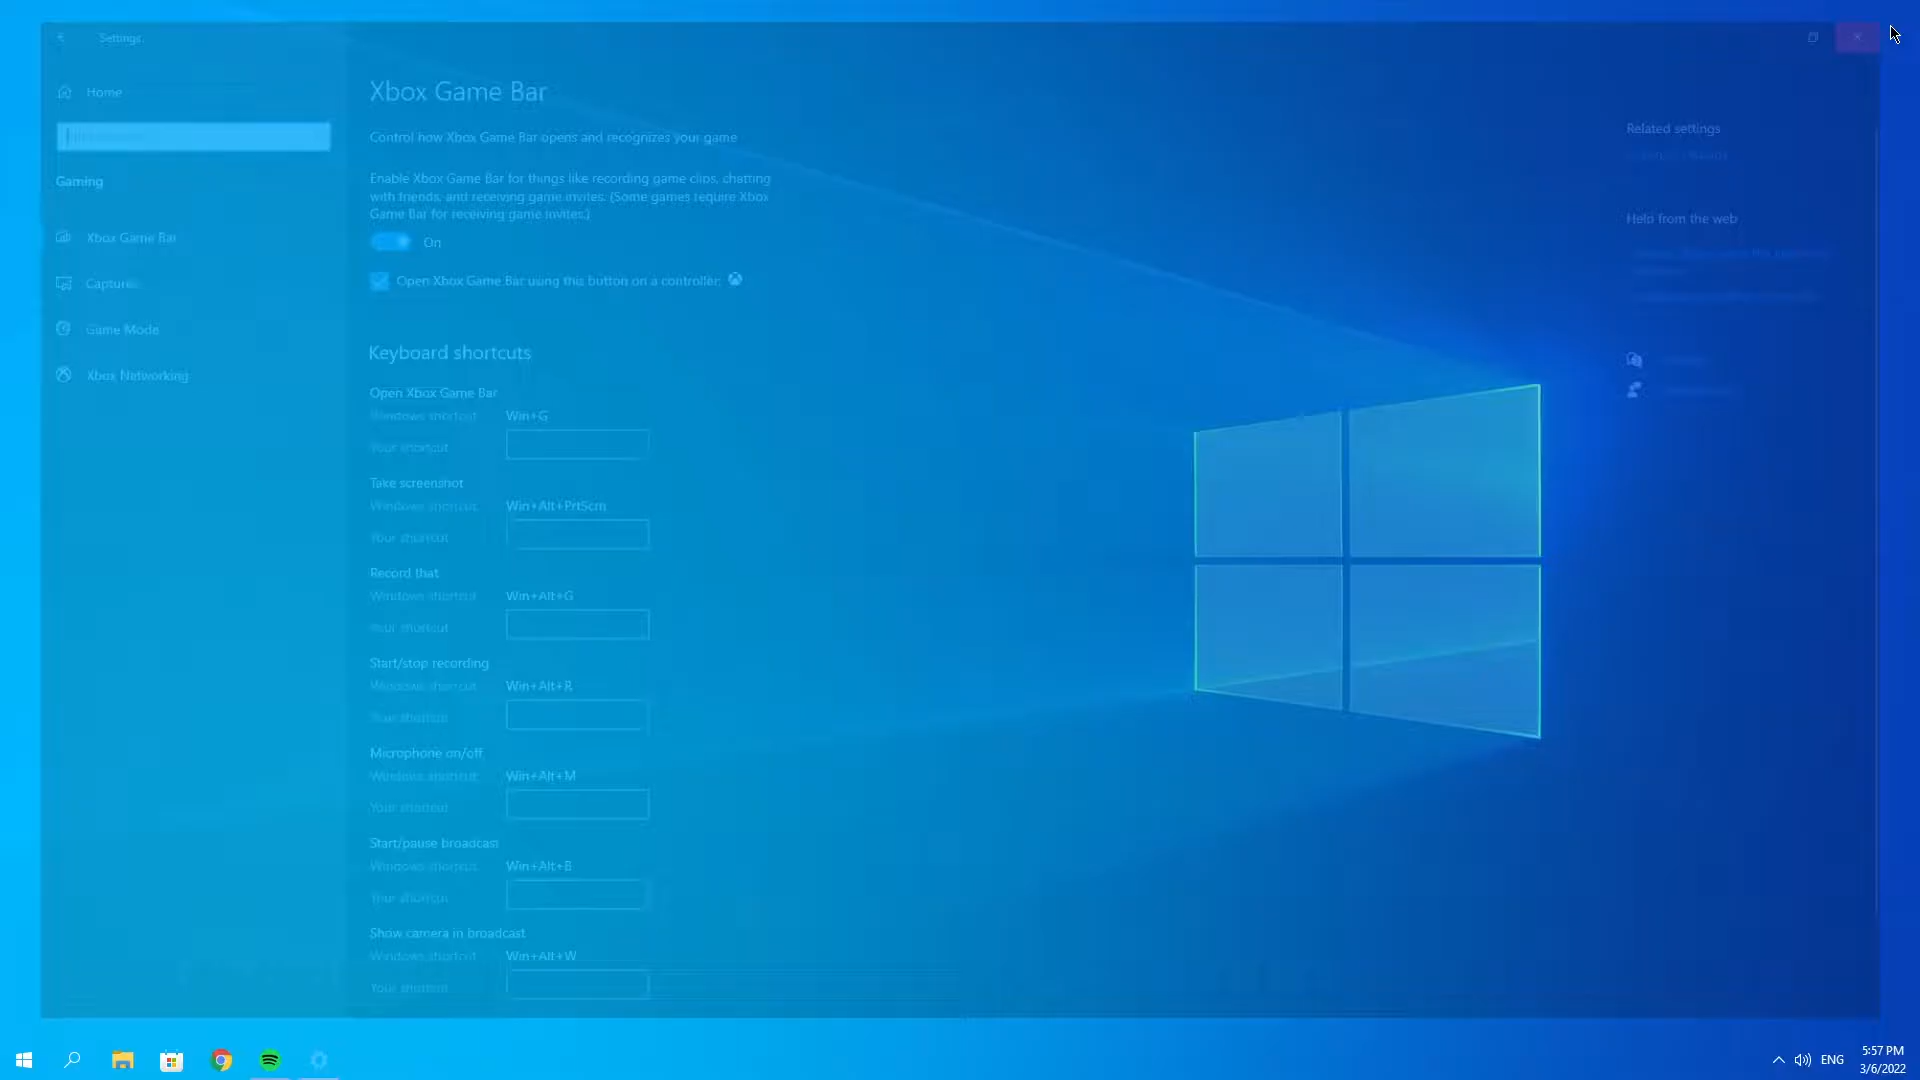 Settings
Home
Gaming
Xbox Game Bar
Captures
Game Mode
Xbox Networking
Xbox Game Bar
Control how Xbox Game Bar opens and recognizes your game
Enable Xbox Game Bar for things like recording game clips, chatting
with friends, and receiving game invites. (Some games require Xbox
Game Bar for receiving game invites.)
On
Open Xbox Game Bar using this button on a controller:
Keyboard shortcuts
Open Xbox Game Bar
Windows shortcut Win+G
Your shortcut
Take screenshot
Windows shortcut Win+Alt+PrtScrn
Your shortcut
Record that
Windows shortcut Win+Alt+G
Your shortcut
Start/stop recording
Windows shortcut Win+Alt+R
Your shortcut
Microphone on/off
Windows shortcut Win+Alt+M
Your shortcut
Start/pause broadcast
Windows shortcut Win+Alt+B
Your shortcut
Show camera in broadcast
Windows shortcut Win+Alt+W
Your shortcut
Related settings
Help from the web
ENG
5:57 PM
3/6/2022